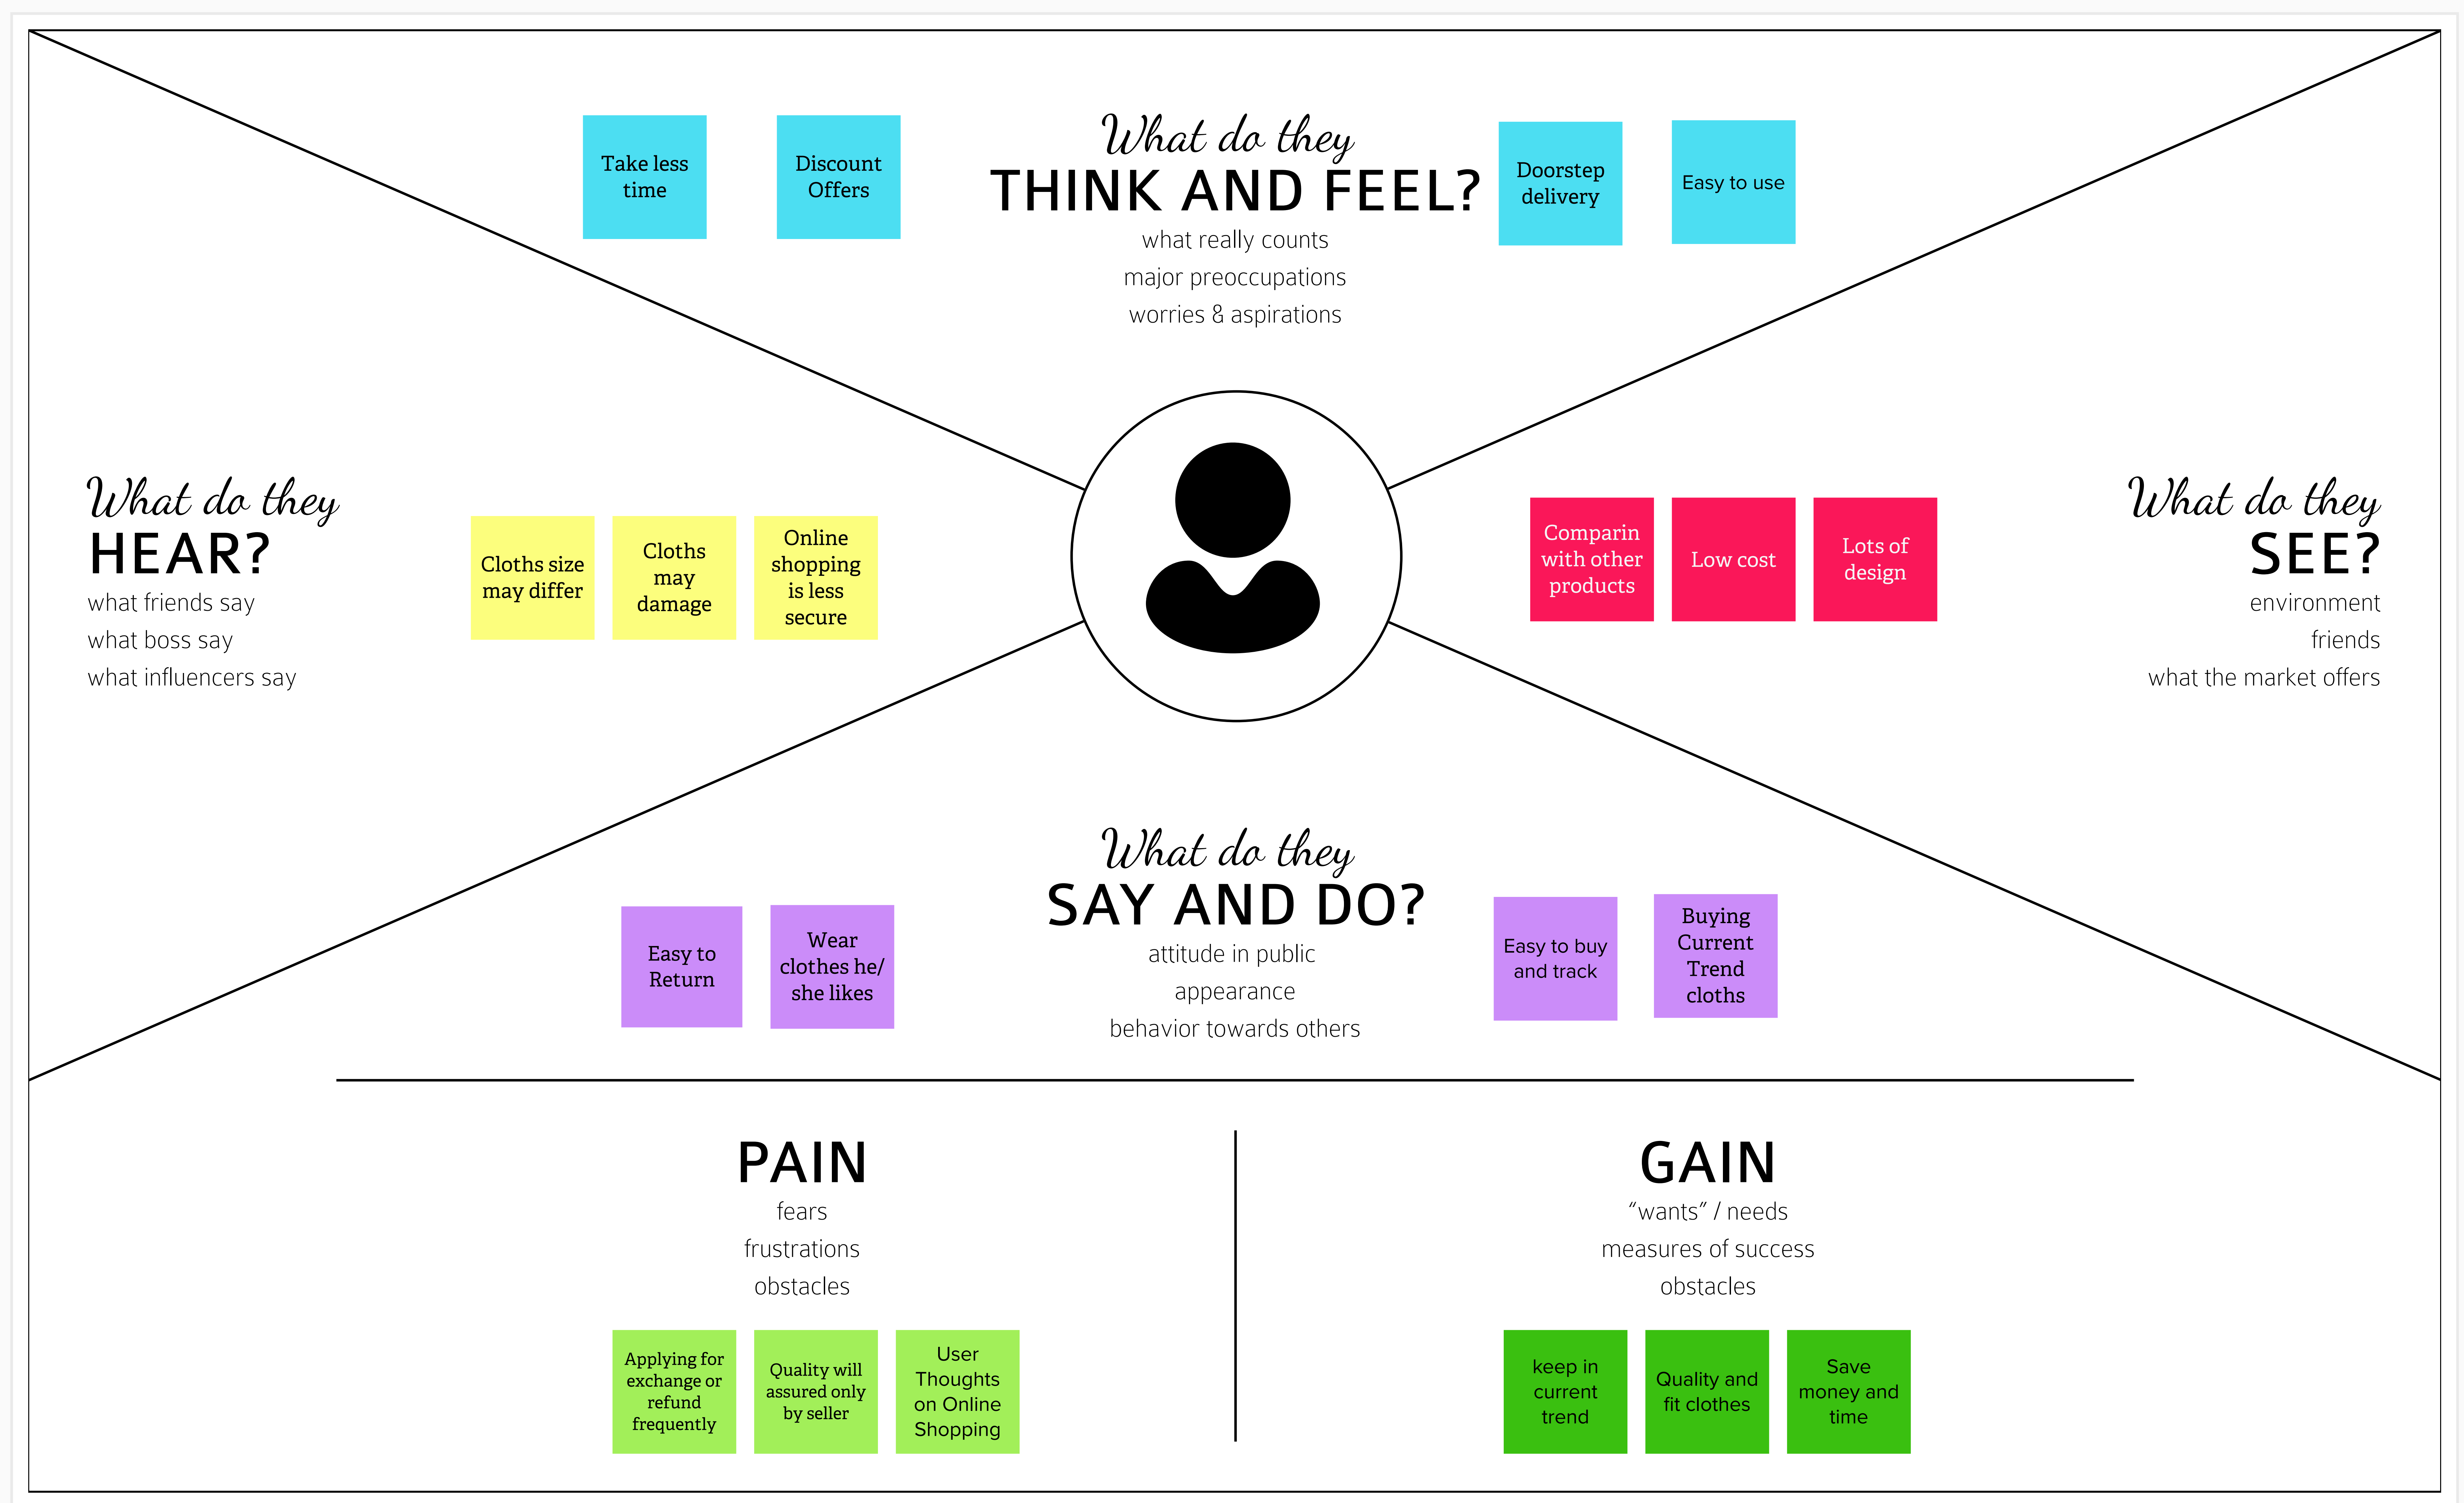 Take less
time
Discount
Offers
What do they
THINK AND FEEL?
what really counts
major preoccupations
worries & aspirations
Doorstep
delivery
Easy to use
What do they
HEAR?
what friends say
what boss say
what influencers say
Cloths size
may differ
Cloths
may
damage
Online
shopping
is less
secure
Comparin
with other
products
Low cost
Lots of
design
What do they
SEE?
environment
friends
what the market offers
Easy to
Return
Wear
clothes he/
she likes
What do they
SAY AND DO?
attitude in public
appearance
behavior towards others
Easy to buy
and track
Buying
Current
Trend
cloths
PAIN
fears
frustrations
obstacles
Applying for
exchange or
refund
frequently
Quality will
assured only
by seller
User
Thoughts
on Online
Shopping
GAIN
“wants” / needs
measures of success
obstacles
keep in
current
trend
Quality and
fit clothes
Save
money and
time